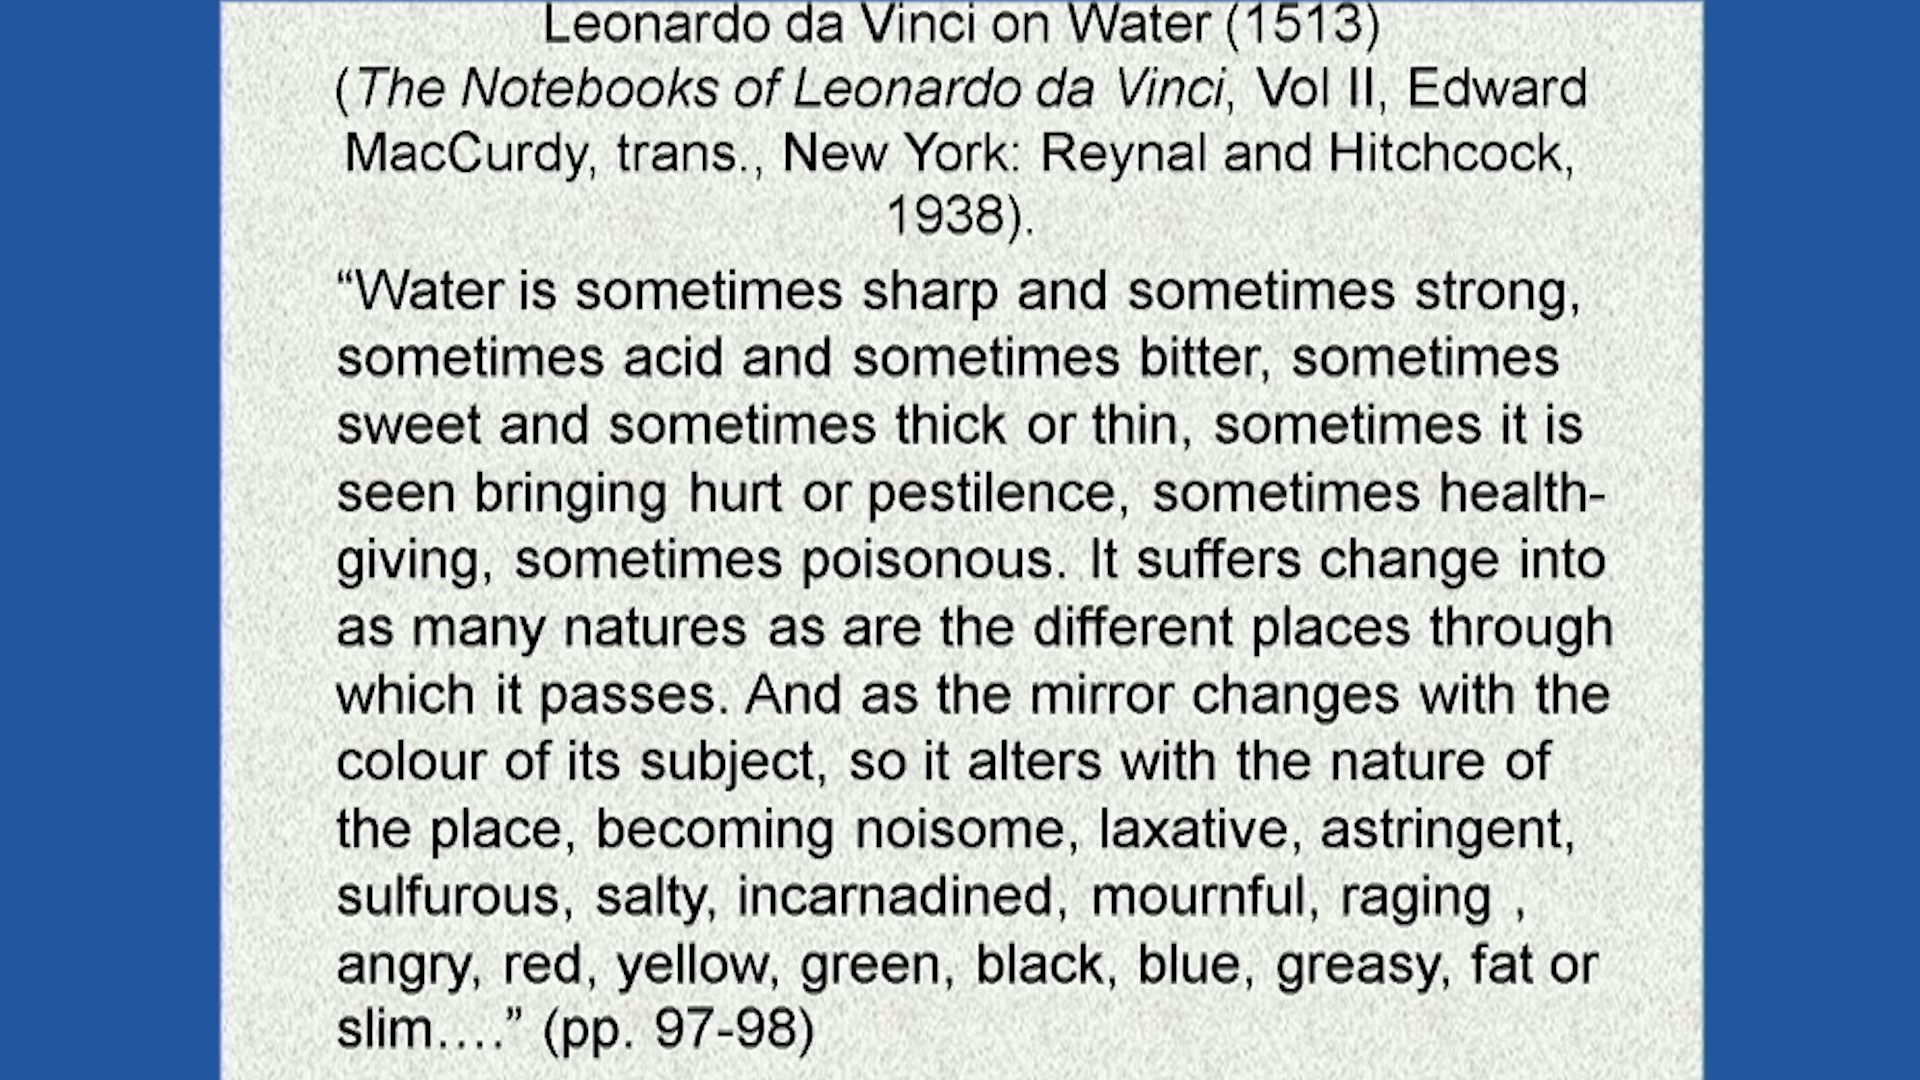 Leonardo da Vinci on Water (1513)
(The Notebooks of Leonardo da Vinci, Vol II, Edward
MacCurdy, trans., New York: Reynal and Hitchcock,
1938).
“Water is sometimes sharp and sometimes strong,
sometimes acid and sometimes bitter, sometimes
sweet and sometimes thick or thin, sometimes it is
seen bringing hurt or pestilence, sometimes health-
giving, sometimes poisonous. It suffers change into
as many natures as are the different places through
which it passes. And as the mirror changes with the
colour of its subject, so it alters with the nature of
the place, becoming noisome, laxative, astringent,
sulfurous, salty, incarnadined, mournful, raging ,
angry, red, yellow, green, black, blue, greasy, fat or
slim….” (pp. 97-98)